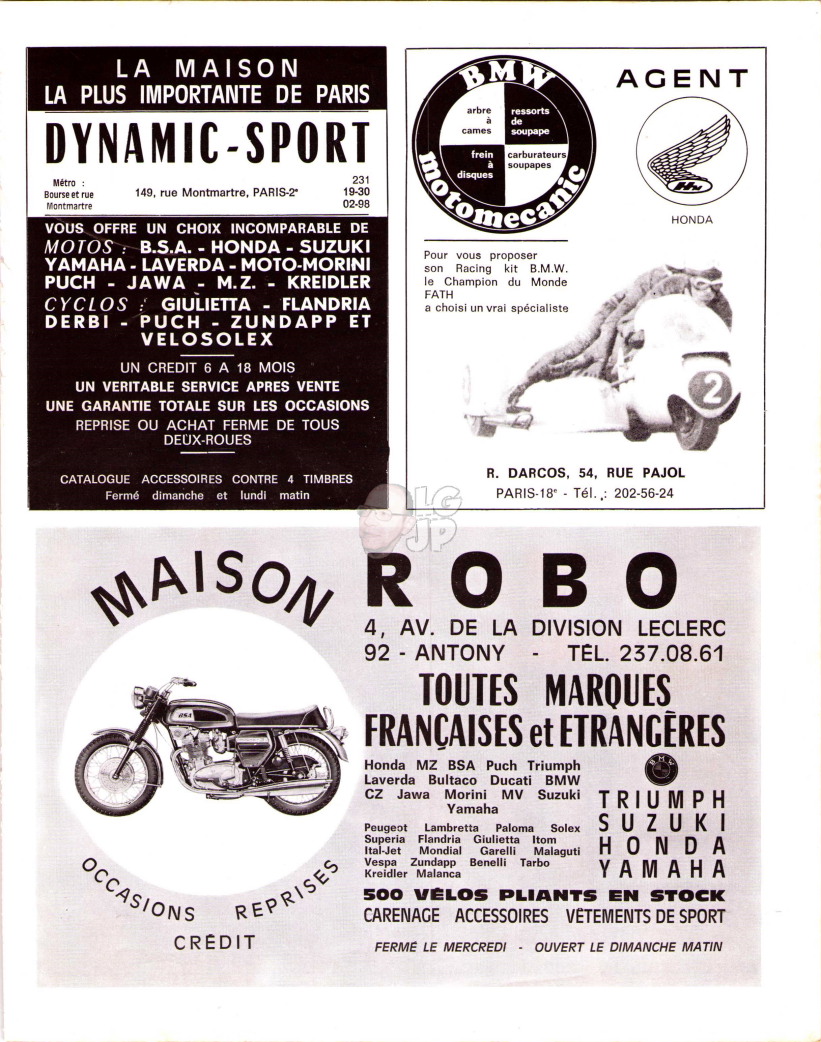 LA MAISON
LA PLUS IMPORTANTE DE PARIS
DYNAMIC-SPORT
Métro :
Bourse et rue
Montmartre
149, rue Montmartre, PARIS-2e
231
19-30
02-98
VOUS OFFRE UN CHOIX INCOMPARABLE DE
MOTOS : B.S.A. - HONDA - SUZUKI
YAMAHA - LAVERDA - MOTO-MORINI
PUCH - JAWA - M.Z. - KREIDLER
CYCLOS : GIULIETTA - FLANDRIA
DERBI - PUCH - ZUNDAPP ET
VELOSOLEX
UN CREDIT 6 A 18 MOIS
UN VERITABLE SERVICE APRES VENTE
UNE GARANTIE TOTALE SUR LES OCCASIONS
REPRISE OU ACHAT FERME DE TOUS
DEUX-ROUES
CATALOGUE ACCESSOIRES CONTRE 4 TIMBRES
Fermé dimanche et lundi matin
BMW
arbre
à
cames
ressorts
de
soupape
frein
à
disques
carburateurs
soupapes
motomecanic
AGENT
HM
HONDA
Pour vous proposer
son Racing kit B.M.W.
le Champion du Monde
FATH
a choisi un vrai spécialiste
2
R. DARCOS, 54, RUE PAJOL
PARIS-18e - Tél. : 202-56-24
LG
JP
MAISON
ROBO
4, AV. DE LA DIVISION LECLERC
92 - ANTONY - TÉL. 237.08.61
TOUTES MARQUES
FRANÇAISES et ETRANGÈRES
BSA
Honda MZ BSA Puch Triumph
Laverda Bultaco Ducati BMW
CZ Jawa Morini MV Suzuki
Yamaha
Peugeot Lambretta Paloma Solex
Superia Flandria Giulietta Itom
Ital-Jet Mondial Garelli Malaguti
Vespa Zundapp Benelli Tarbo
Kreidler Malanca
BMW
TRIUMPH
SUZUKI
HONDA
YAMAHA
500 VÉLOS PLIANTS EN STOCK
CARENAGE ACCESSOIRES VÊTEMENTS DE SPORT
FERMÉ LE MERCREDI - OUVERT LE DIMANCHE MATIN
OCCASIONS REPRISES
CRÉDIT